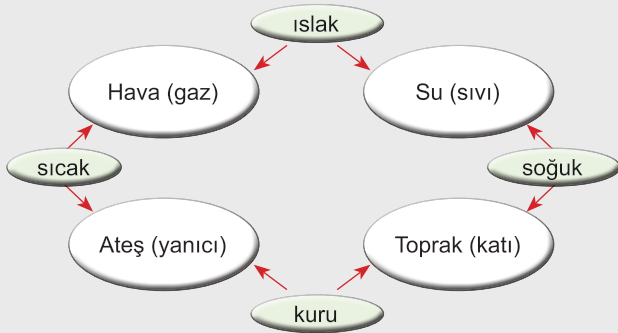 ıslak
Hava (gaz)
Su (sıvı)
sıcak
soğuk
Ateş (yanıcı)
Toprak (katı)
kuru